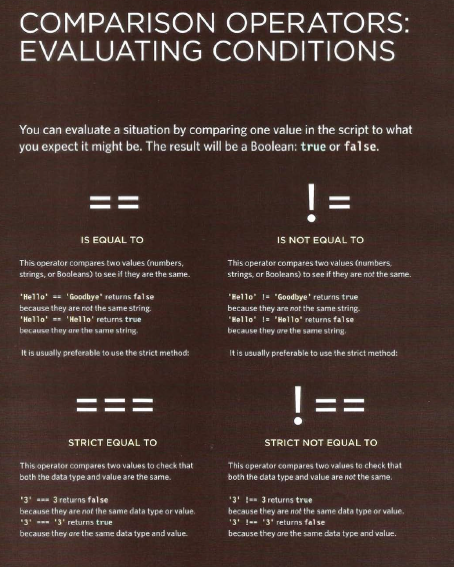 COMPARISON OPERATORS:
EVALUATING CONDITIONS
You can evaluate a situation by comparing one value in the script to what
you expect it might be. The result will be a Boolean: true or false.
==
IS EQUAL TO
This operator compares two values (numbers,
strings, or Booleans) to see if they are the same.
'Hello' == 'Goodbye' returns false
because they are not the same string.
'Hello' == 'Hello' returns true
because they are the same string.
It is usually preferable to use the strict method:
!=
IS NOT EQUAL TO
This operator compares two values (numbers,
strings, or Booleans) to see if they are not the same.
'Hello' != 'Goodbye' returns true
because they are not the same string.
'Hello' != 'Hello' returns false
because they are the same string.
It is usually preferable to use the strict method:
===
STRICT EQUAL TO
This operator compares two values to check that
both the data type and value are the same.
'3' === 3 returns false
because they are not the same data type or value.
'3' === '3' returns true
because they are the same data type and value.
!==
STRICT NOT EQUAL TO
This operator compares two values to check that
both the data type and value are not the same.
'3' !== 3 returns true
because they are not the same data type or value.
'3' !== '3' returns false
because they are the same data type and value.